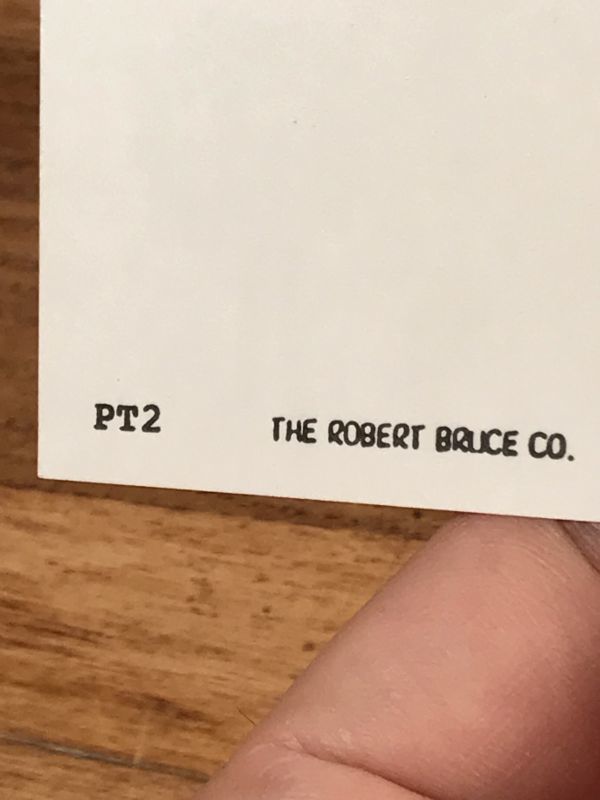 PT2 THE ROBERT BRUCE CO.